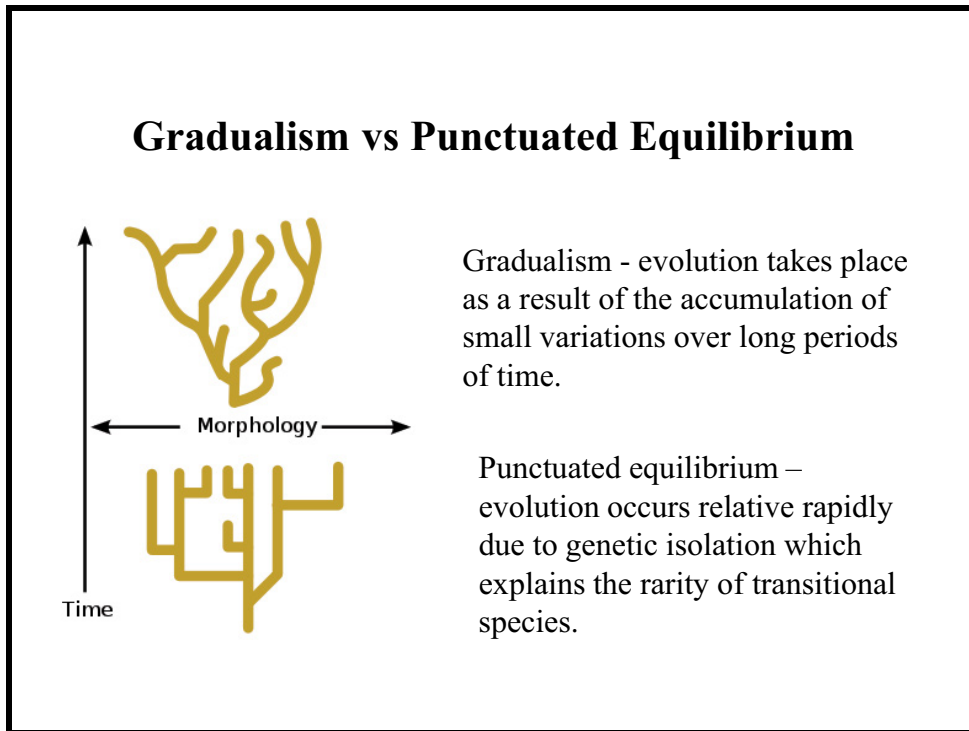 Gradualism vs Punctuated Equilibrium
Gradualism - evolution takes place
as a result of the accumulation of
small variations over long periods
of time.
Morphology
Punctuated equilibrium –
evolution occurs relative rapidly
due to genetic isolation which
explains the rarity of transitional
species.
Time